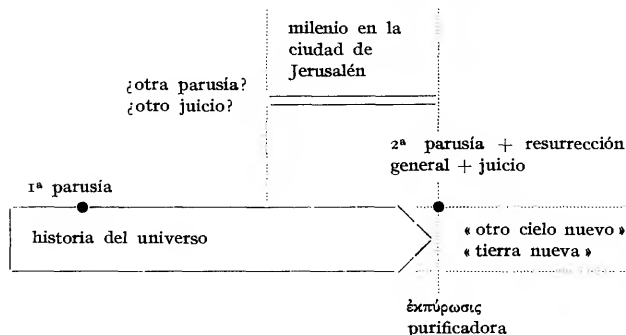 milenio en la
ciudad de
Jerusalén
¿otra parusía?
¿otro juicio?
2ª parusía + resurrección
general + juicio
1ª parusía
historia del universo
« otro cielo nuevo »
« tierra nueva »
ἐκπύρωσις
purificadora